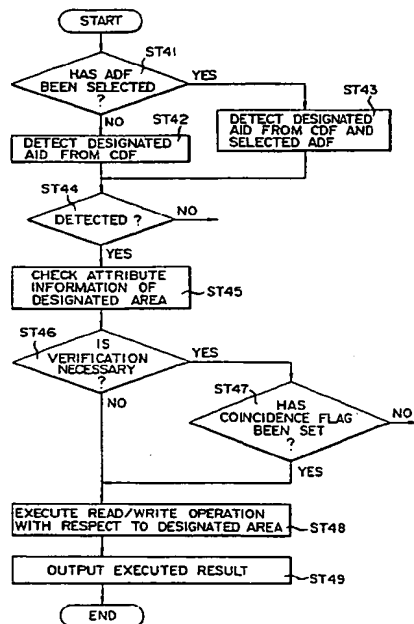 START
ST41
HAS ADF
BEEN SELECTED
?
YES
NO
ST42
DETECT DESIGNATED
AID FROM CDF
ST43
DETECT DESIGNATED
AID FROM CDF AND
SELECTED ADF
ST44
DETECTED ?
NO
YES
CHECK ATTRIBUTE
INFORMATION OF
DESIGNATED AREA
ST45
ST46
IS
VERIFICATION
NECESSARY
?
YES
NO
ST47
HAS
COINCIDENCE FLAG
BEEN SET
?
NO
YES
EXECUTE READ/WRITE OPERATION
WITH RESPECT TO DESIGNATED AREA
ST48
OUTPUT EXECUTED RESULT
ST49
END